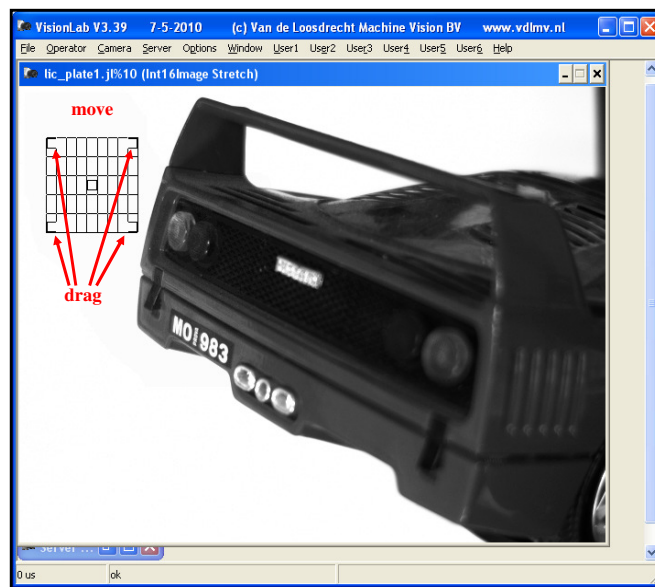 VisionLab V3.39 7-5-2010 (c) Van de Loosdrecht Machine Vision BV www.vdlmv.nl
File Operator Camera Server Options Window User1 User2 User3 User4 User5 User6 Help
lic_plate1.jl%10 (Int16Image Stretch)
move
drag
MO 983
Server ...
0 us ok